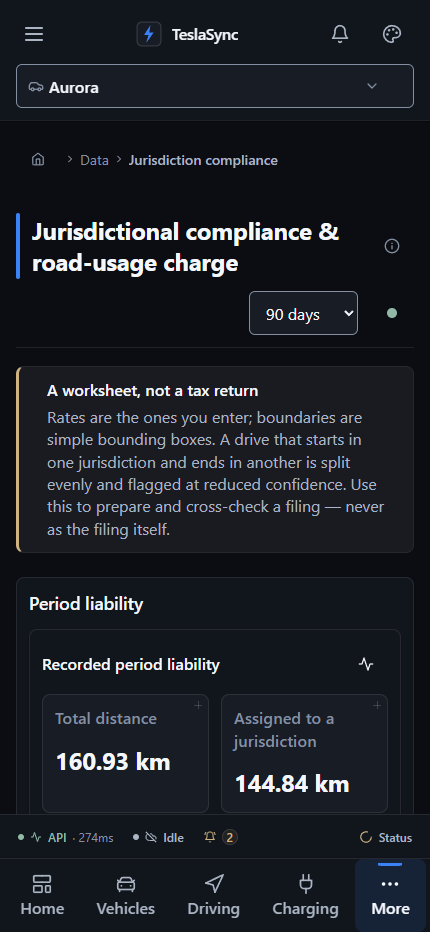 TeslaSync
Aurora
Data
Jurisdiction compliance
Jurisdictional compliance &
road-usage charge
90 days
A worksheet, not a tax return
Rates are the ones you enter; boundaries are
simple bounding boxes. A drive that starts in
one jurisdiction and ends in another is split
evenly and flagged at reduced confidence. Use
this to prepare and cross-check a filing — never
as the filing itself.
Period liability
Recorded period liability
Total distance
160.93 km
Assigned to a
jurisdiction
144.84 km
API · 274ms
Idle
2
Status
Home
Vehicles
Driving
Charging
More